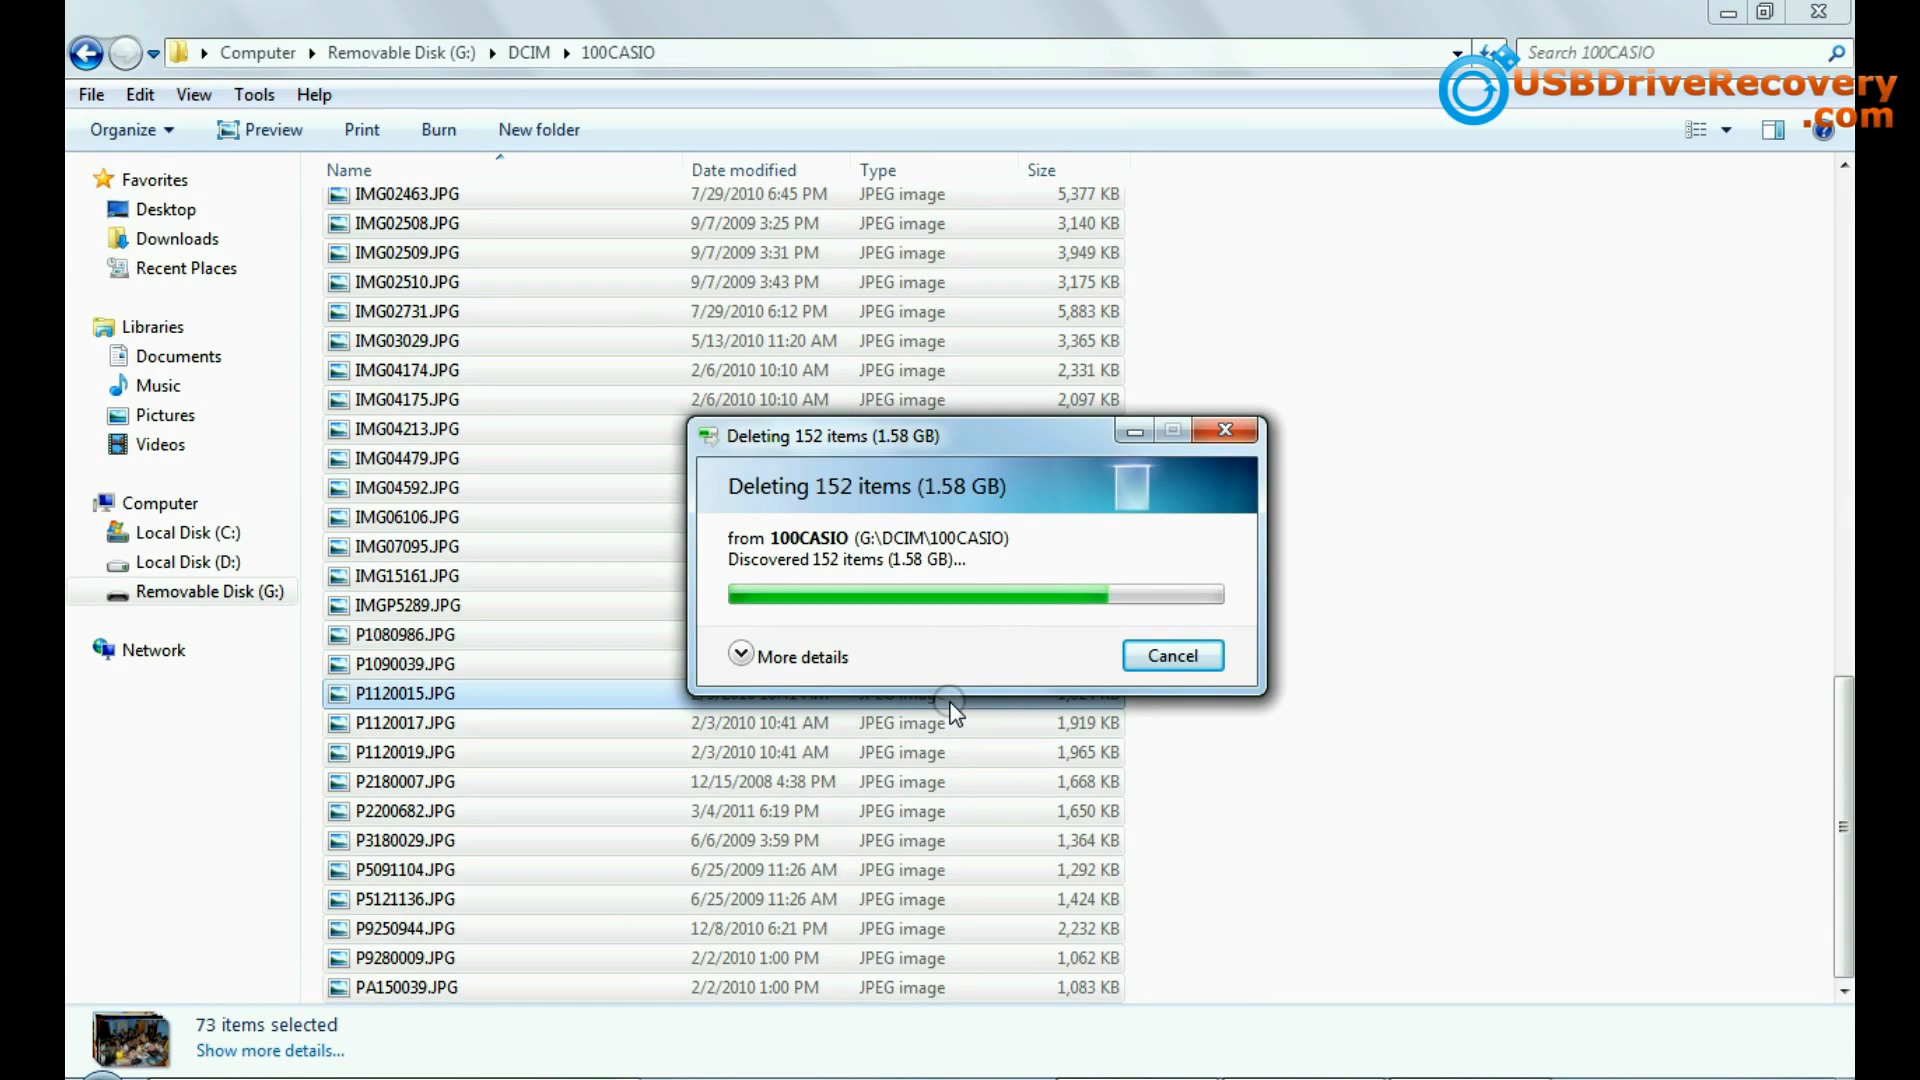 Computer Removable Disk (G:) DCIM 100CASIO
Search 100CASIO
USBDriveRecovery
.com
File Edit View Tools Help
Organize Preview Print Burn New folder
Favorites
Desktop
Downloads
Recent Places
Libraries
Documents
Music
Pictures
Videos
Computer
Local Disk (C:)
Local Disk (D:)
Removable Disk (G:)
Network
Name Date modified Type Size
IMG02463.JPG 7/29/2010 6:45 PM JPEG image 5,377 KB
IMG02508.JPG 9/7/2009 3:25 PM JPEG image 3,140 KB
IMG02509.JPG 9/7/2009 3:31 PM JPEG image 3,949 KB
IMG02510.JPG 9/7/2009 3:43 PM JPEG image 3,175 KB
IMG02731.JPG 7/29/2010 6:12 PM JPEG image 5,883 KB
IMG03029.JPG 5/13/2010 11:20 AM JPEG image 3,365 KB
IMG04174.JPG 2/6/2010 10:10 AM JPEG image 2,331 KB
IMG04175.JPG 2/6/2010 10:10 AM JPEG image 2,097 KB
IMG04213.JPG
IMG04479.JPG
IMG04592.JPG
IMG06106.JPG
IMG07095.JPG
IMG15161.JPG
IMGP5289.JPG
P1080986.JPG
P1090039.JPG
P1120015.JPG
P1120017.JPG 2/3/2010 10:41 AM JPEG image 1,919 KB
P1120019.JPG 2/3/2010 10:41 AM JPEG image 1,965 KB
P2180007.JPG 12/15/2008 4:38 PM JPEG image 1,668 KB
P2200682.JPG 3/4/2011 6:19 PM JPEG image 1,650 KB
P3180029.JPG 6/6/2009 3:59 PM JPEG image 1,364 KB
P5091104.JPG 6/25/2009 11:26 AM JPEG image 1,292 KB
P5121136.JPG 6/25/2009 11:26 AM JPEG image 1,424 KB
P9250944.JPG 12/8/2010 6:21 PM JPEG image 2,232 KB
P9280009.JPG 2/2/2010 1:00 PM JPEG image 1,062 KB
PA150039.JPG 2/2/2010 1:00 PM JPEG image 1,083 KB
Deleting 152 items (1.58 GB)
Deleting 152 items (1.58 GB)
from 100CASIO (G:\DCIM\100CASIO)
Discovered 152 items (1.58 GB)...
More details
Cancel
73 items selected
Show more details...